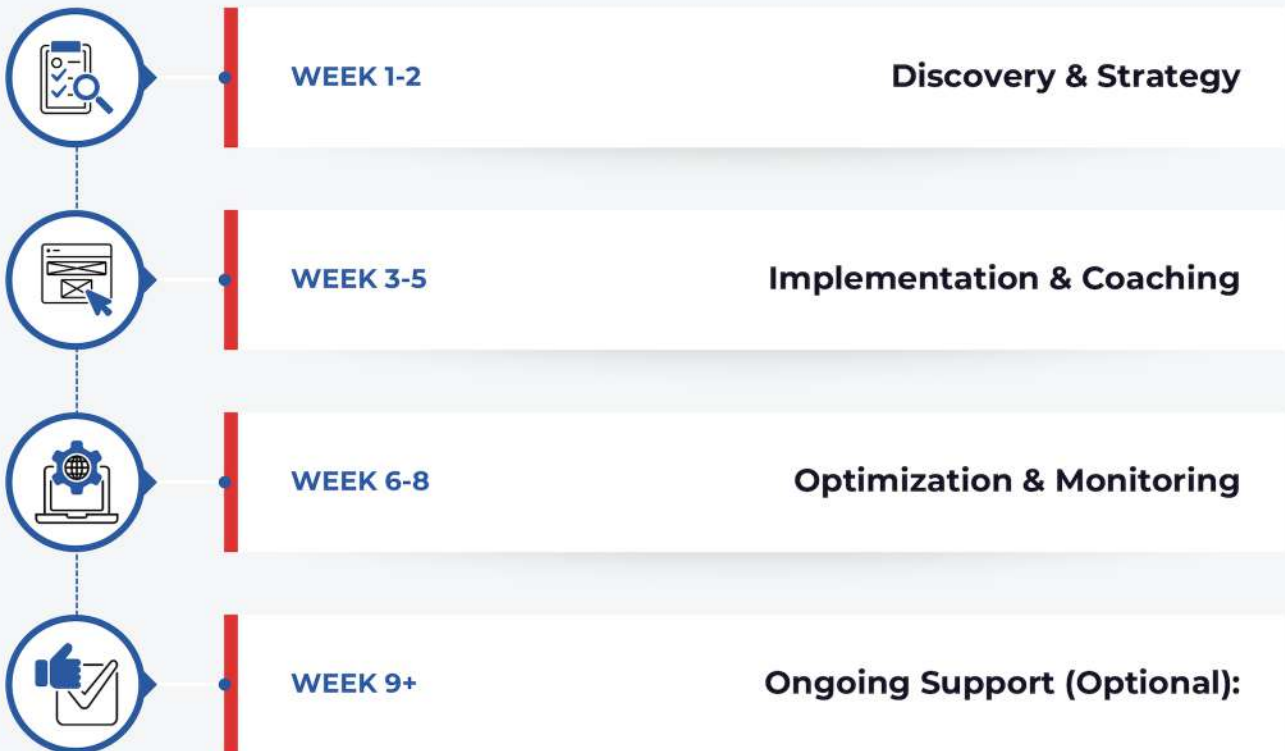 WEEK 1-2 Discovery & Strategy
WEEK 3-5 Implementation & Coaching
WEEK 6-8 Optimization & Monitoring
WEEK 9+ Ongoing Support (Optional):